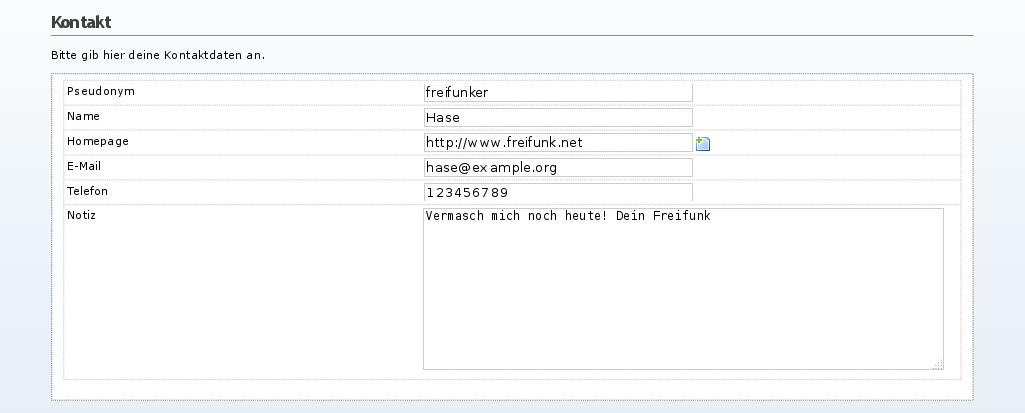 Kontakt
Bitte gib hier deine Kontaktdaten an.
Pseudonym freifunker
Name Hase
Homepage http://www.freifunk.net
E-Mail hase@example.org
Telefon 123456789
Notiz Vermasch mich noch heute! Dein Freifunk